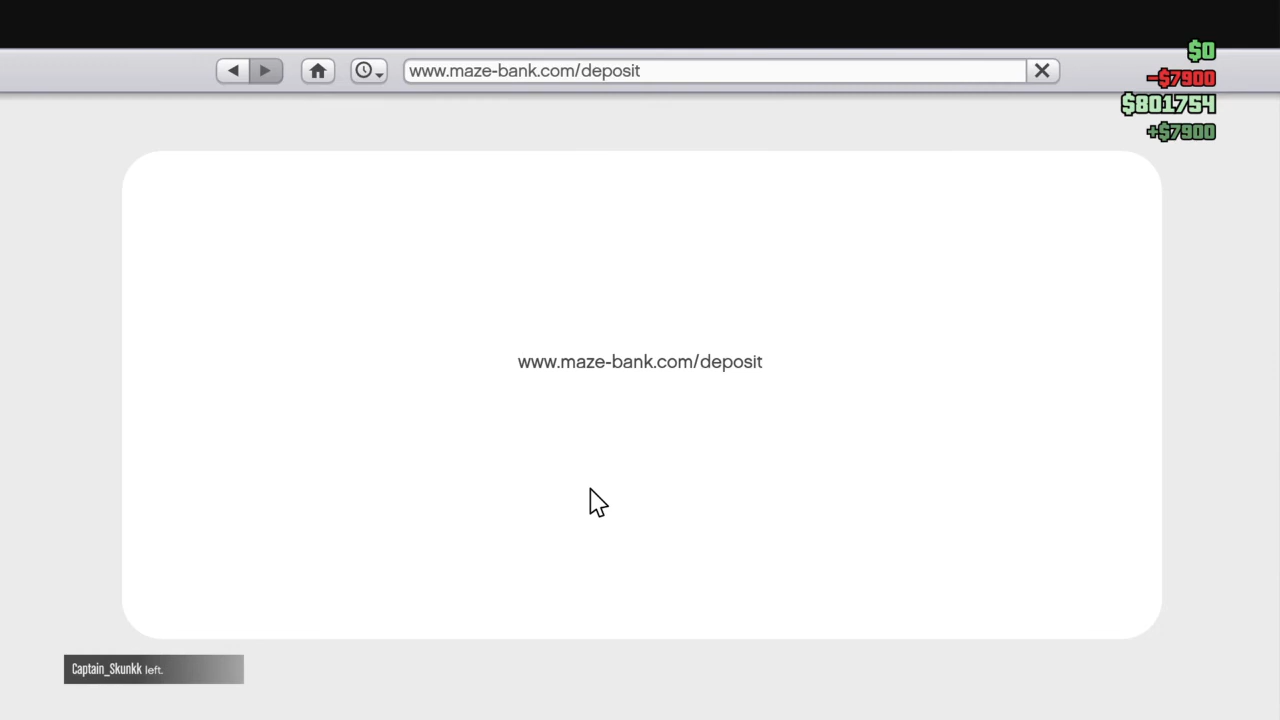 www.maze-bank.com/deposit
$0
-$7900
$801754
+$7900
www.maze-bank.com/deposit
Captain_Skunkk left.